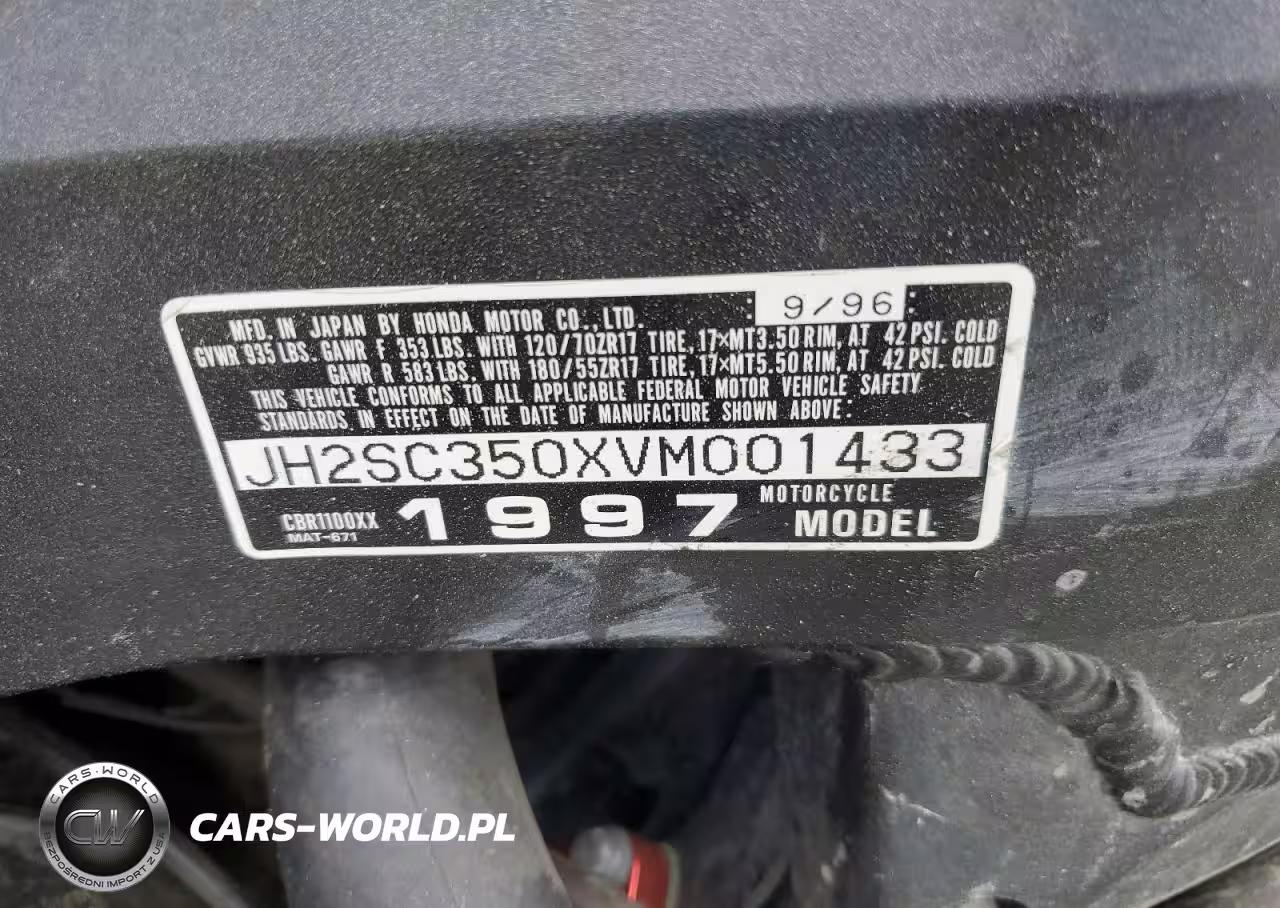 9/96
MFD. IN JAPAN BY HONDA MOTOR CO., LTD.
GVWR 935 LBS. GAWR F 353 LBS. WITH 120/70ZR17 TIRE, 17×MT3.50 RIM, AT 42 PSI. COLD
GAWR R 583 LBS. WITH 180/55ZR17 TIRE, 17×MT5.50 RIM, AT 42 PSI. COLD
THIS VEHICLE CONFORMS TO ALL APPLICABLE FEDERAL MOTOR VEHICLE SAFETY
STANDARDS IN EFFECT ON THE DATE OF MANUFACTURE SHOWN ABOVE:
JH2SC350XVM001433
CBR1100XX 1997 MOTORCYCLE
MAT-671 MODEL
CARS-WORLD
CW
BEZPOŚREDNI IMPORT Z USA
CARS-WORLD.PL